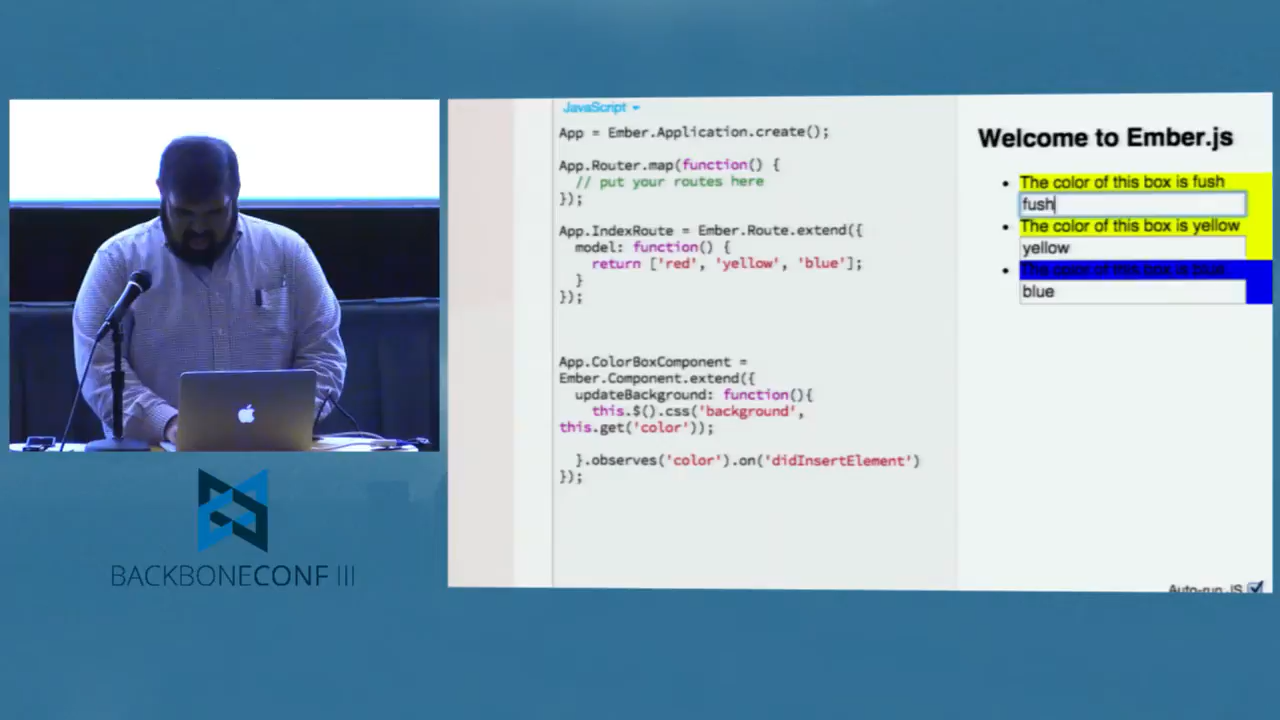 JavaScript
App = Ember.Application.create();
App.Router.map(function() {
// put your routes here
});
App.IndexRoute = Ember.Route.extend({
model: function() {
return ['red', 'yellow', 'blue'];
}
});
App.ColorBoxComponent =
Ember.Component.extend({
updateBackground: function(){
this.$().css('background',
this.get('color'));
}.observes('color').on('didInsertElement')
});
Welcome to Ember.js
The color of this box is fush
fush
The color of this box is yellow
yellow
The color of this box is blue
blue
Auto-run JS
BACKBONECONF III